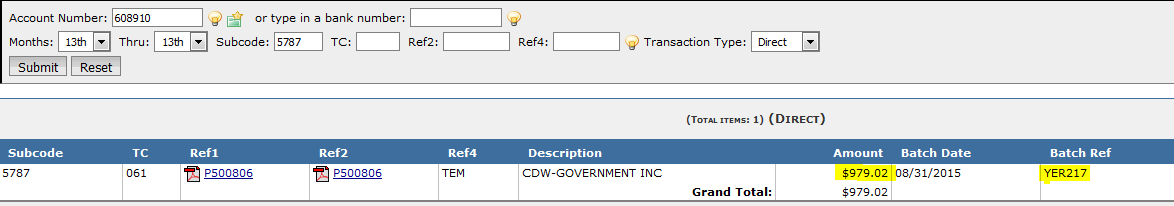 Account Number: 608910 or type in a bank number:
Months: 13th Thru: 13th Subcode: 5787 TC: Ref2: Ref4: Transaction Type: Direct
Submit Reset
(Total items: 1) (Direct)
Subcode TC Ref1 Ref2 Ref4 Description Amount Batch Date Batch Ref
5787 061 P500806 P500806 TEM CDW-GOVERNMENT INC $979.02 08/31/2015 YER217
Grand Total: $979.02